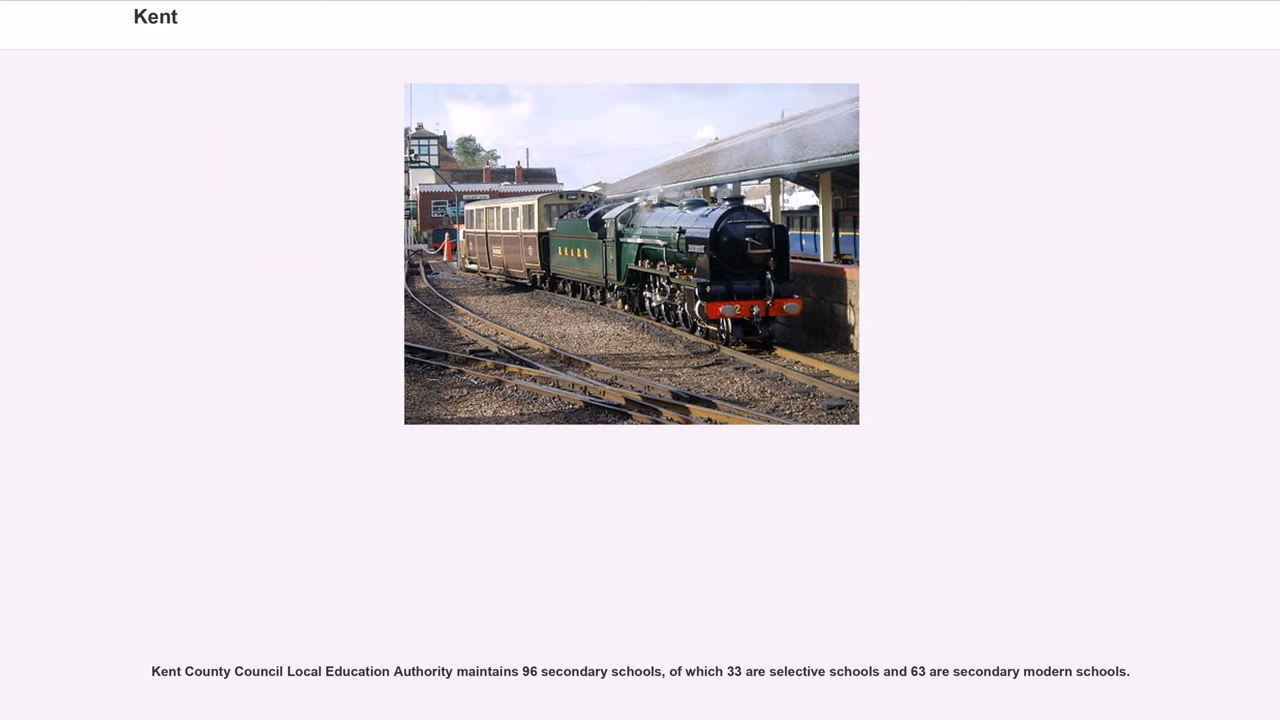 Kent
2
Kent County Council Local Education Authority maintains 96 secondary schools, of which 33 are selective schools and 63 are secondary modern schools.